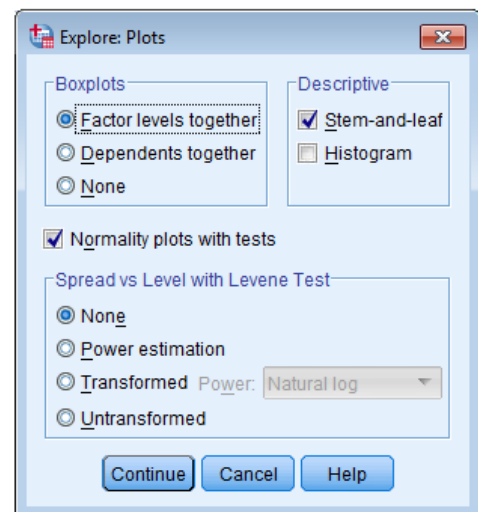 Explore: Plots
Boxplots
Factor levels together
Dependents together
None
Descriptive
Stem-and-leaf
Histogram
Normality plots with tests
Spread vs Level with Levene Test
None
Power estimation
Transformed Power: Natural log
Untransformed
Continue Cancel Help